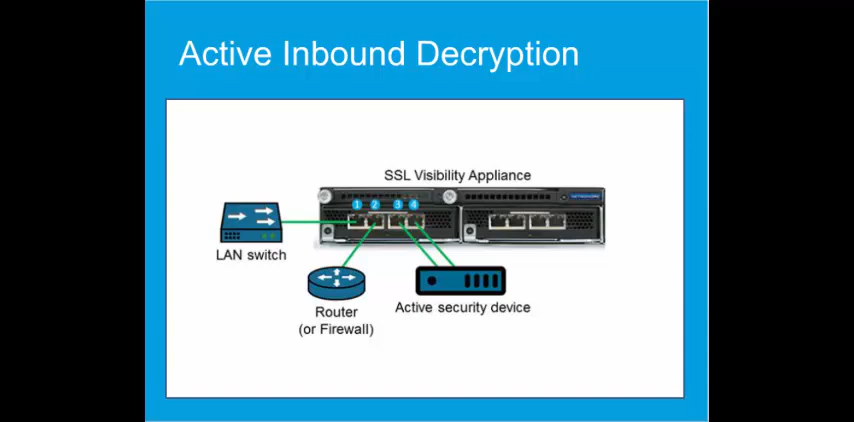 Active Inbound Decryption
SSL Visibility Appliance
1 2 3 4
LAN switch
Router
(or Firewall)
Active security device